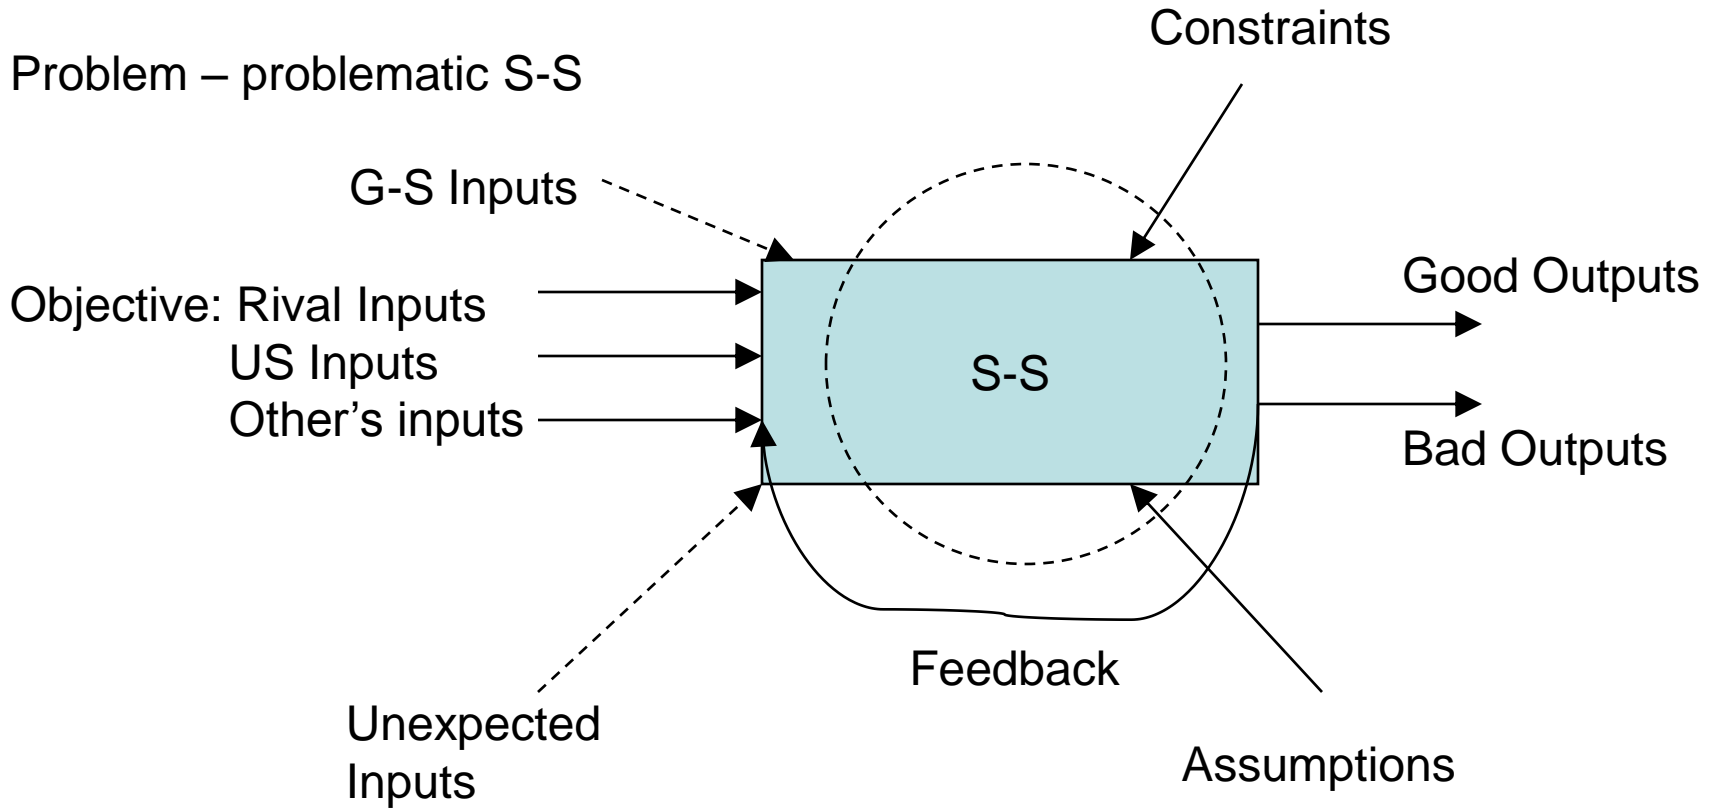 Constraints
Problem – problematic S-S
G-S Inputs
Good Outputs
Objective: Rival Inputs
US Inputs
S-S
Other’s inputs
Bad Outputs
Feedback
Unexpected
Inputs
Assumptions